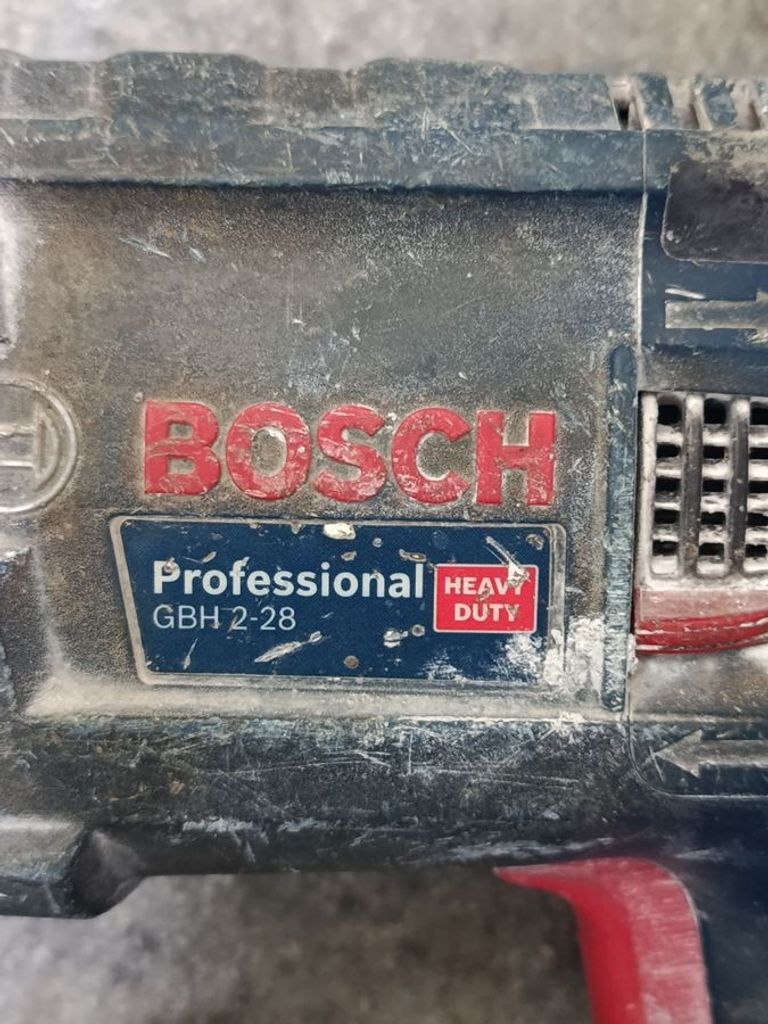 BOSCH
Professional
GBH 2-28
HEAVY
DUTY